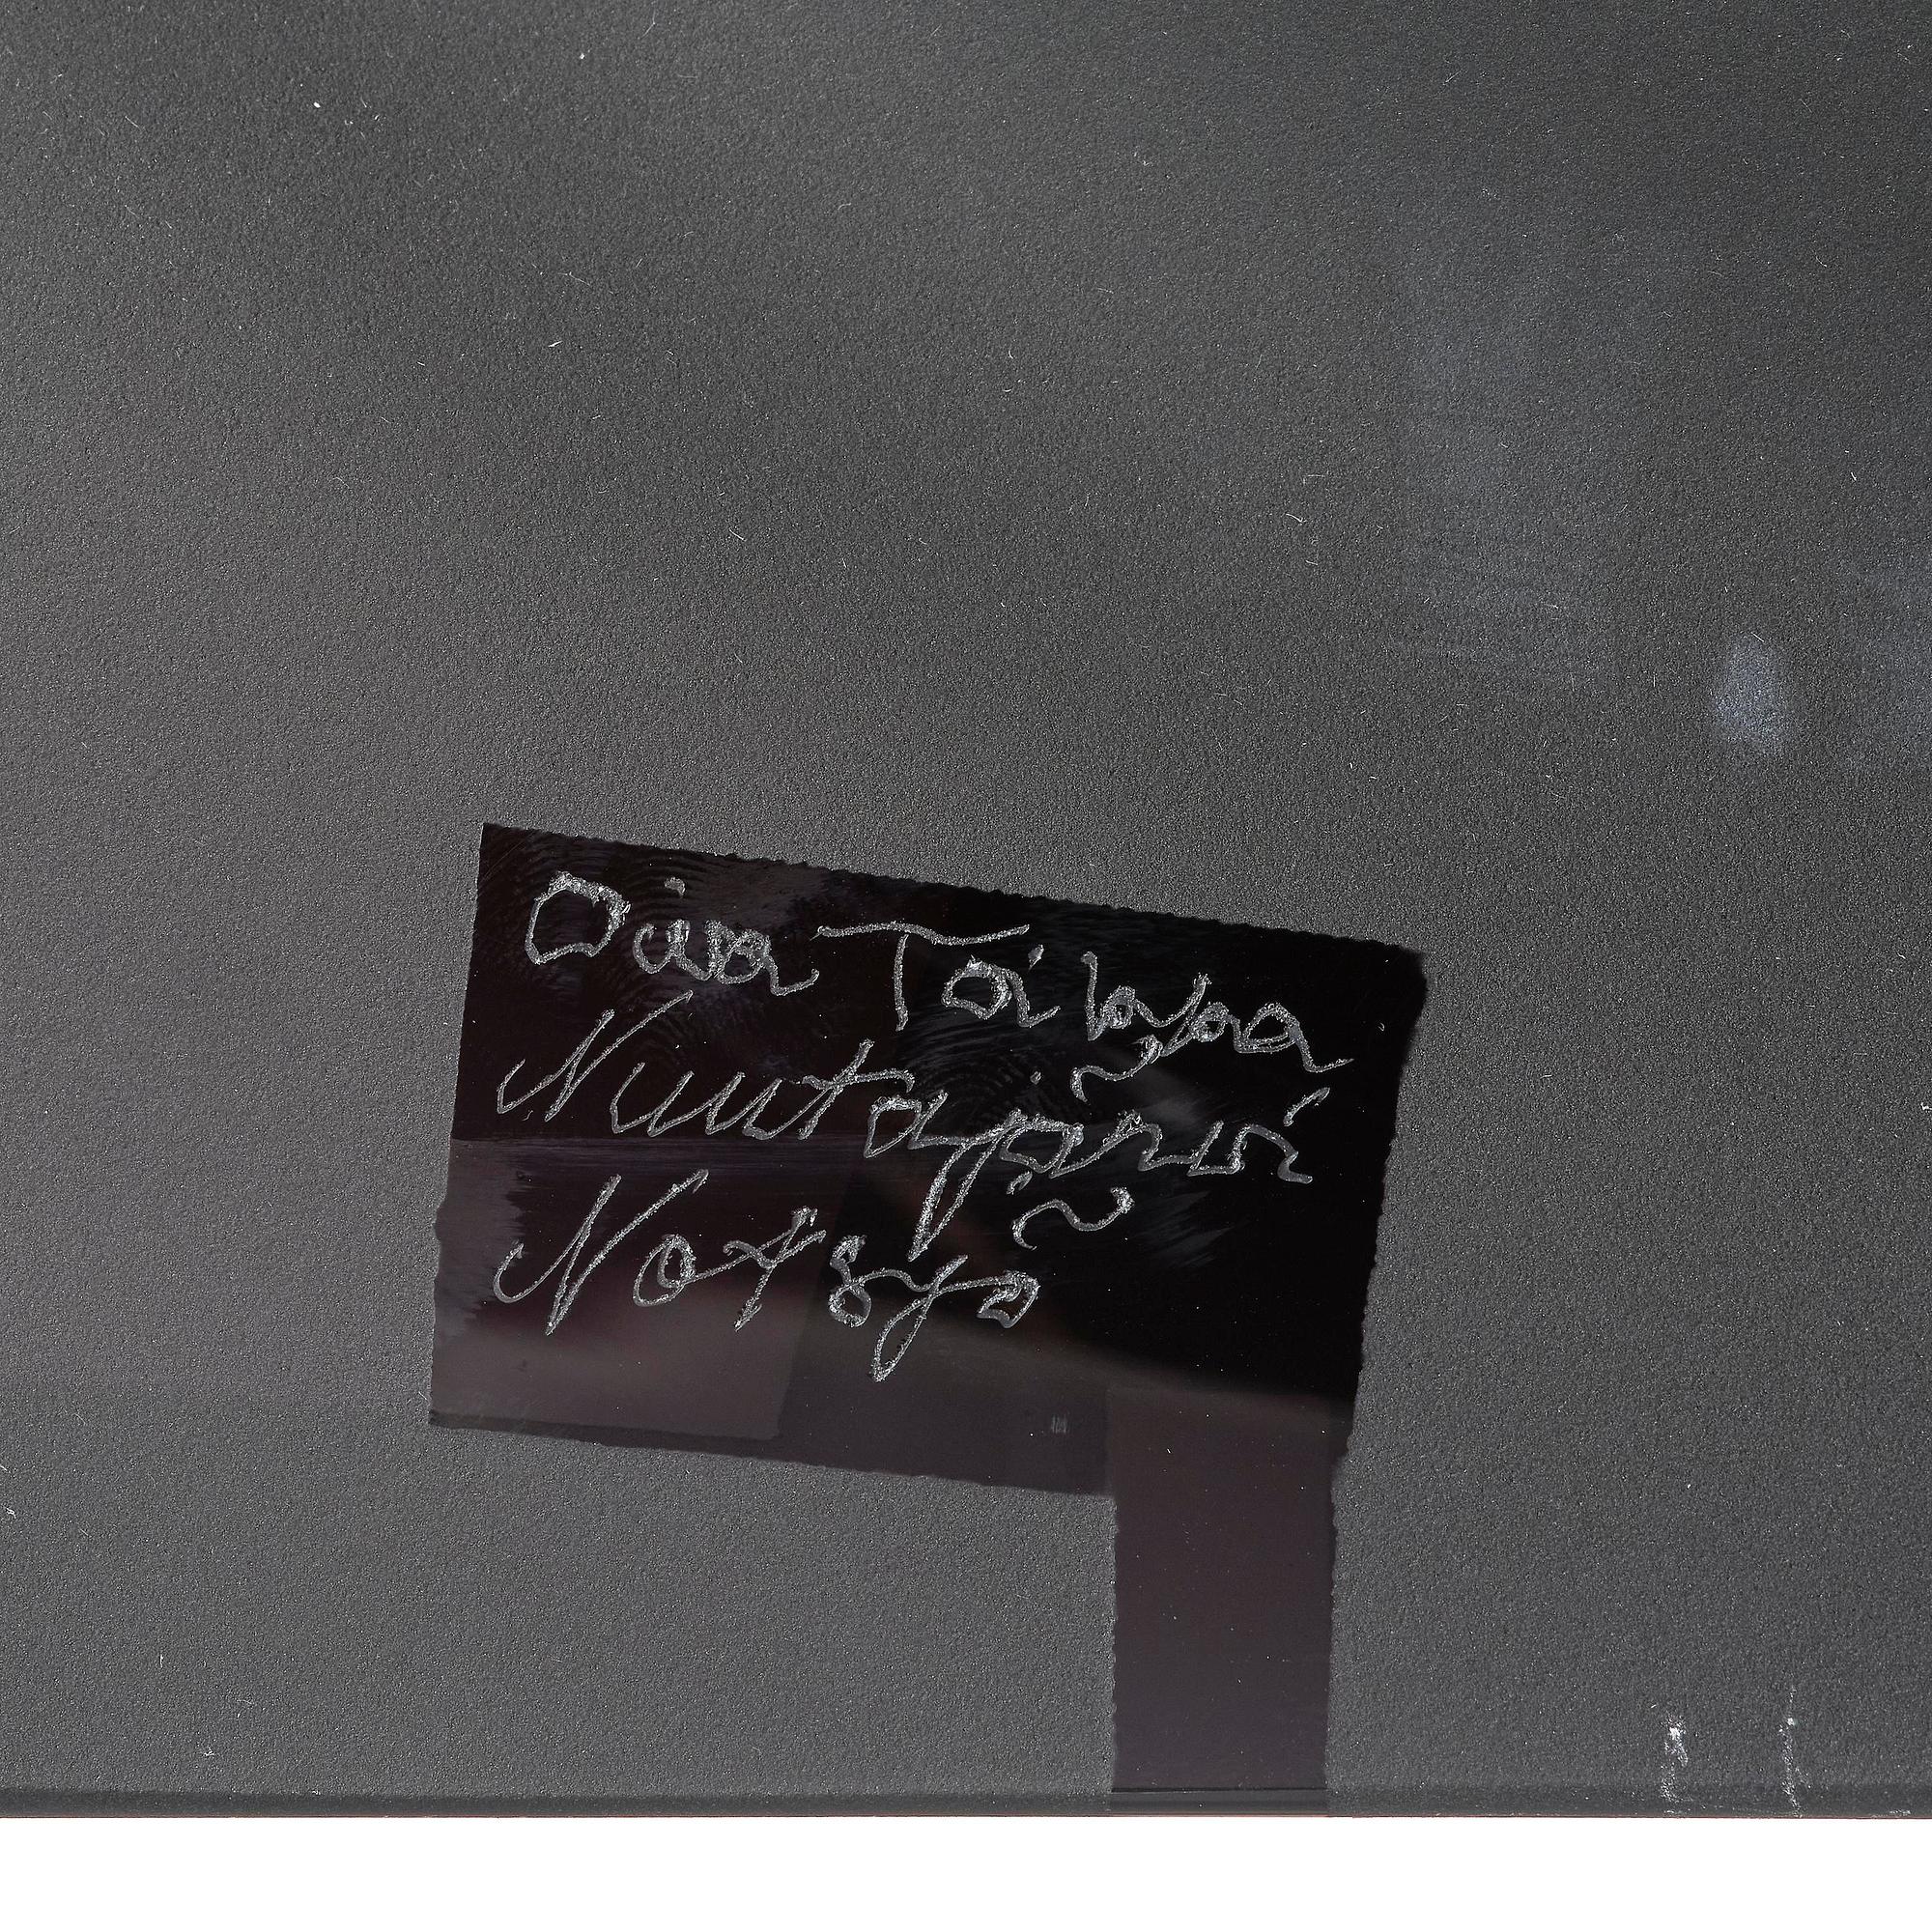 Oiva Toikka
Nuutajärvi
Notsjö